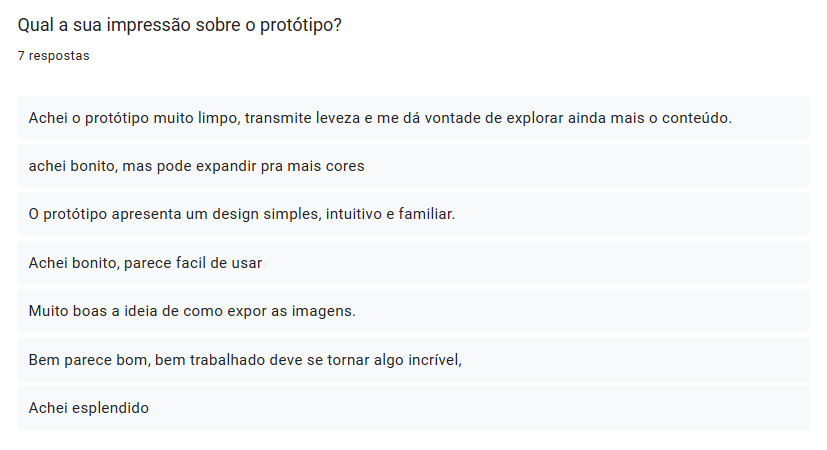 Qual a sua impressão sobre o protótipo?
7 respostas
Achei o protótipo muito limpo, transmite leveza e me dá vontade de explorar ainda mais o conteúdo.
achei bonito, mas pode expandir pra mais cores
O protótipo apresenta um design simples, intuitivo e familiar.
Achei bonito, parece facil de usar
Muito boas a ideia de como expor as imagens.
Bem parece bom, bem trabalhado deve se tornar algo incrível,
Achei esplendido